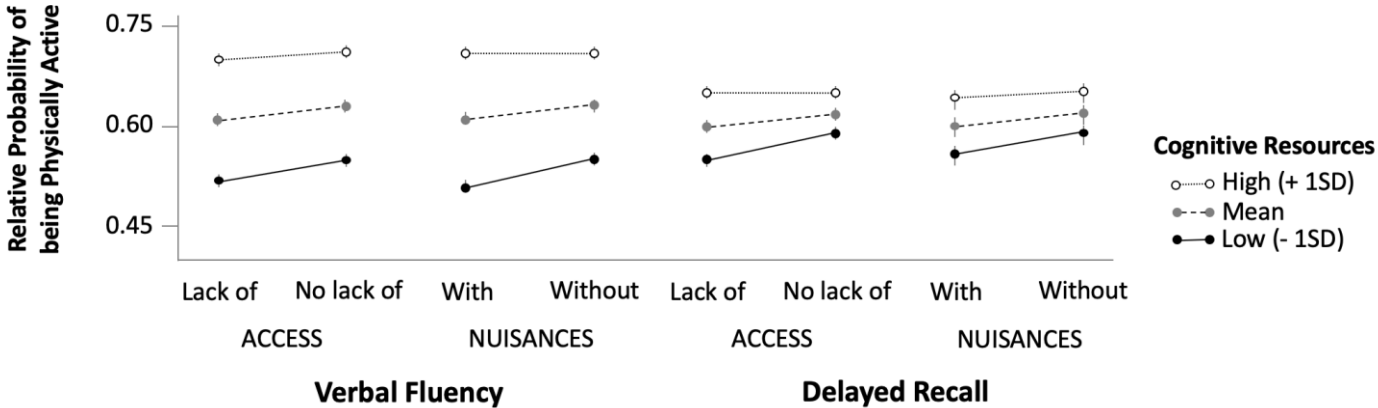 Relative Probability of
being Physically Active
0.75
0.60
0.45
Lack of No lack of With Without Lack of No lack of With Without
ACCESS NUISANCES ACCESS NUISANCES
Verbal Fluency Delayed Recall
Cognitive Resources
High (+ 1SD)
Mean
Low (- 1SD)